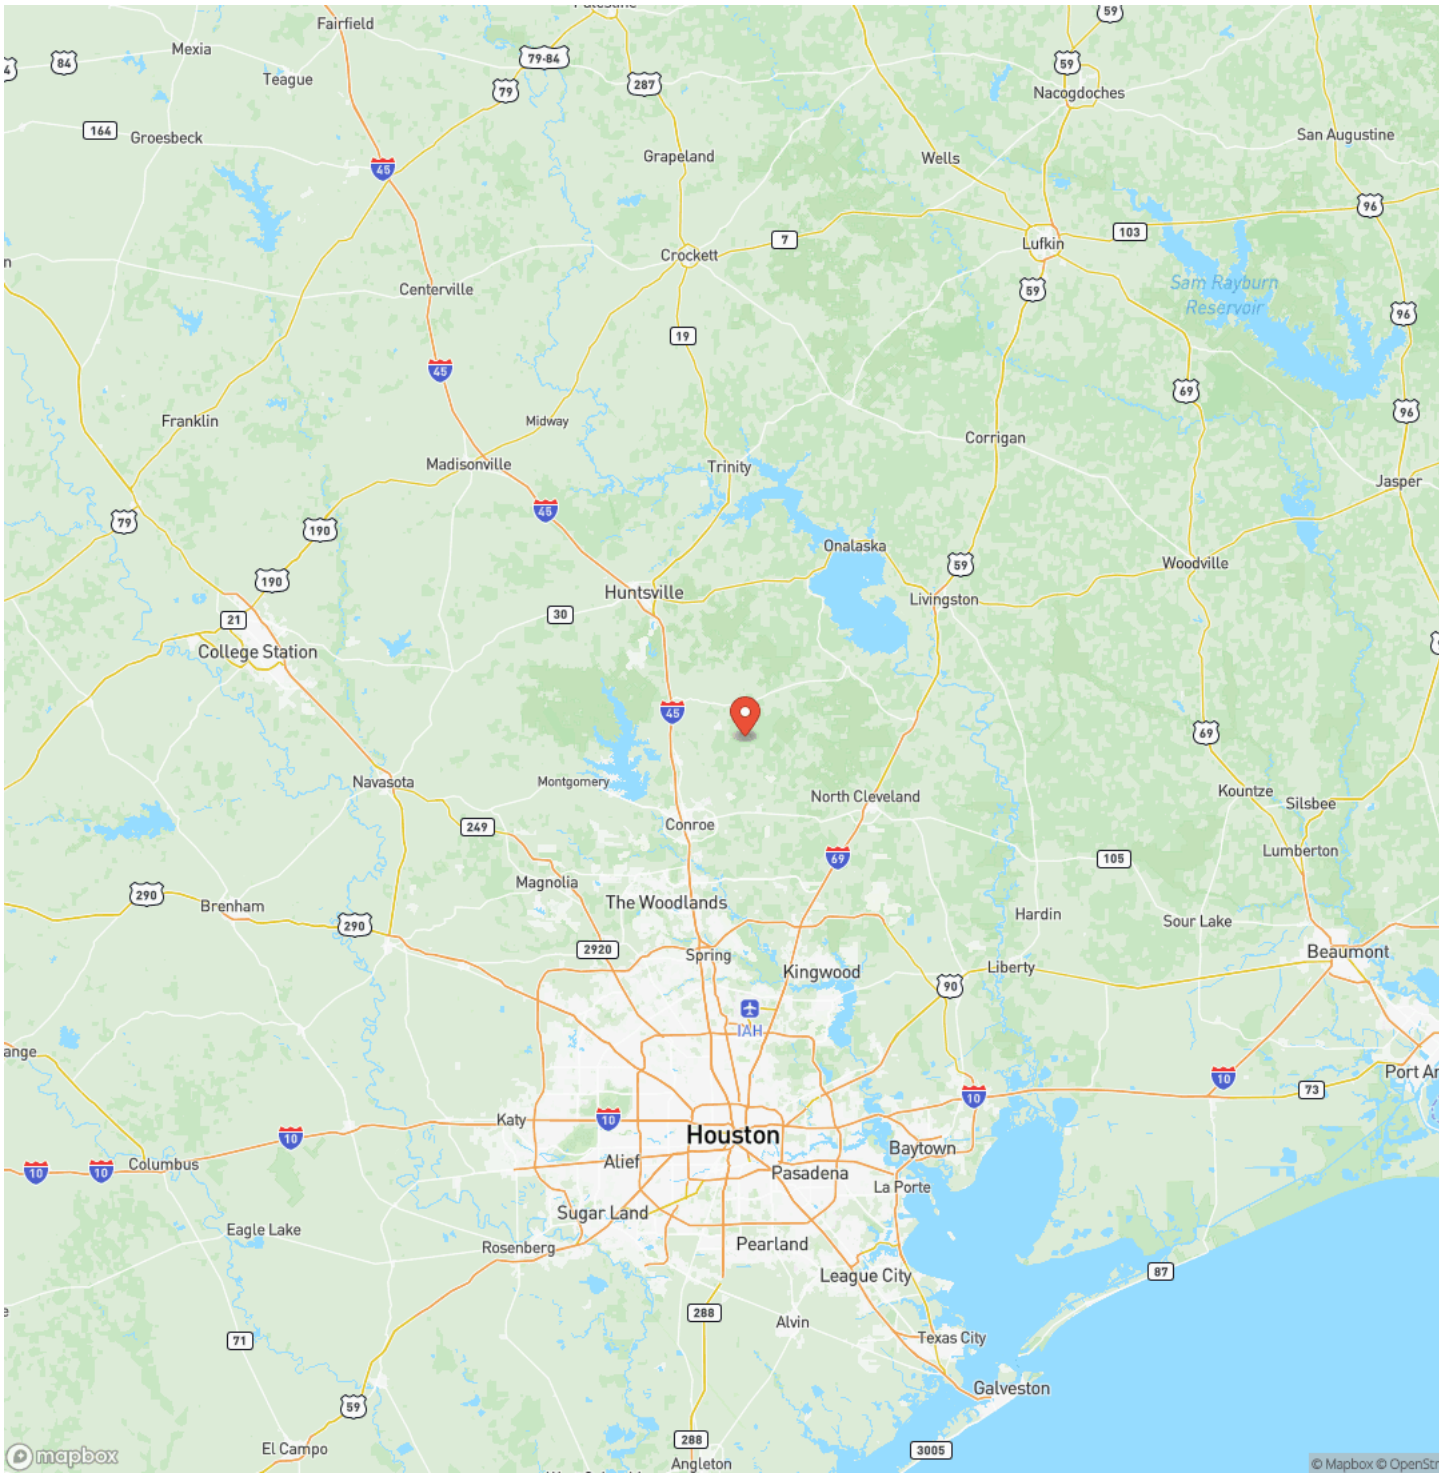 Palestine
59
Fairfield
Mexia
84
79-84
59
Teague
79
287
Nacogdoches
164
Groesbeck
San Augustine
45
Grapeland
Wells
96
7
103
Lufkin
Crockett
Centerville
59
Sam Rayburn
Reservoir
96
19
45
69
96
Franklin
Midway
Corrigan
Madisonville
Trinity
Jasper
45
79
190
Onalaska
59
Woodville
190
Huntsville
Livingston
30
21
College Station
45
69
Navasota
Montgomery
North Cleveland
Kountze
Silsbee
249
Conroe
69
105
Lumberton
Magnolia
290
Brenham
The Woodlands
Hardin
290
Sour Lake
2920
Spring
Beaumont
Kingwood
Liberty
90
IAH
ange
Port Ar
10
73
10
Katy
10
10
Houston
Columbus
10
10
Alief
Baytown
Pasadena
La Porte
Sugar Land
Eagle Lake
Rosenberg
Pearland
League City
87
288
Alvin
71
Texas City
Galveston
59
El Campo
288
3005
Angleton
mapbox
© Mapbox © OpenStr